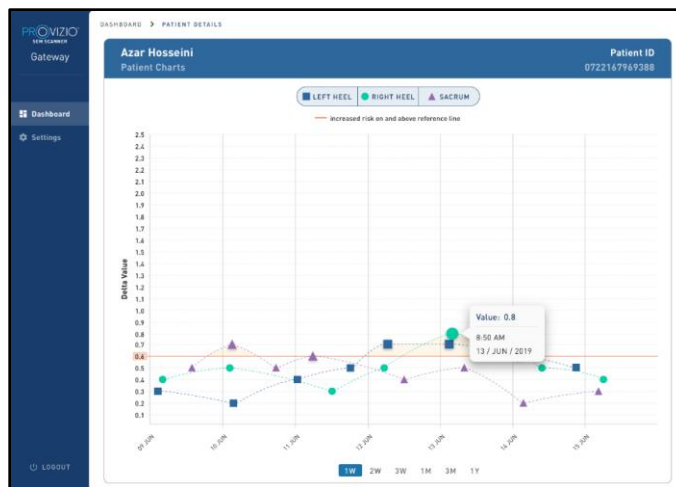 PROVIZIO
SEM SCANNER
Gateway
Dashboard
Settings
LOGOUT
DASHBOARD > PATIENT DETAILS
Azar Hosseini
Patient Charts
Patient ID
0722167969388
LEFT HEEL RIGHT HEEL SACRUM
increased risk on and above reference line
Delta Value
2.5
2.4
2.3
2.2
2.1
2.0
1.9
1.8
1.7
1.6
1.5
1.4
1.3
1.2
1.1
1.0
0.9
0.8
0.7
0.6
0.5
0.4
0.3
0.2
0.1
Value: 0.8
8:50 AM
13 / JUN / 2019
09 JUN 10 JUN 11 JUN 12 JUN 13 JUN 14 JUN 15 JUN
1W 2W 3W 1M 3M 1Y